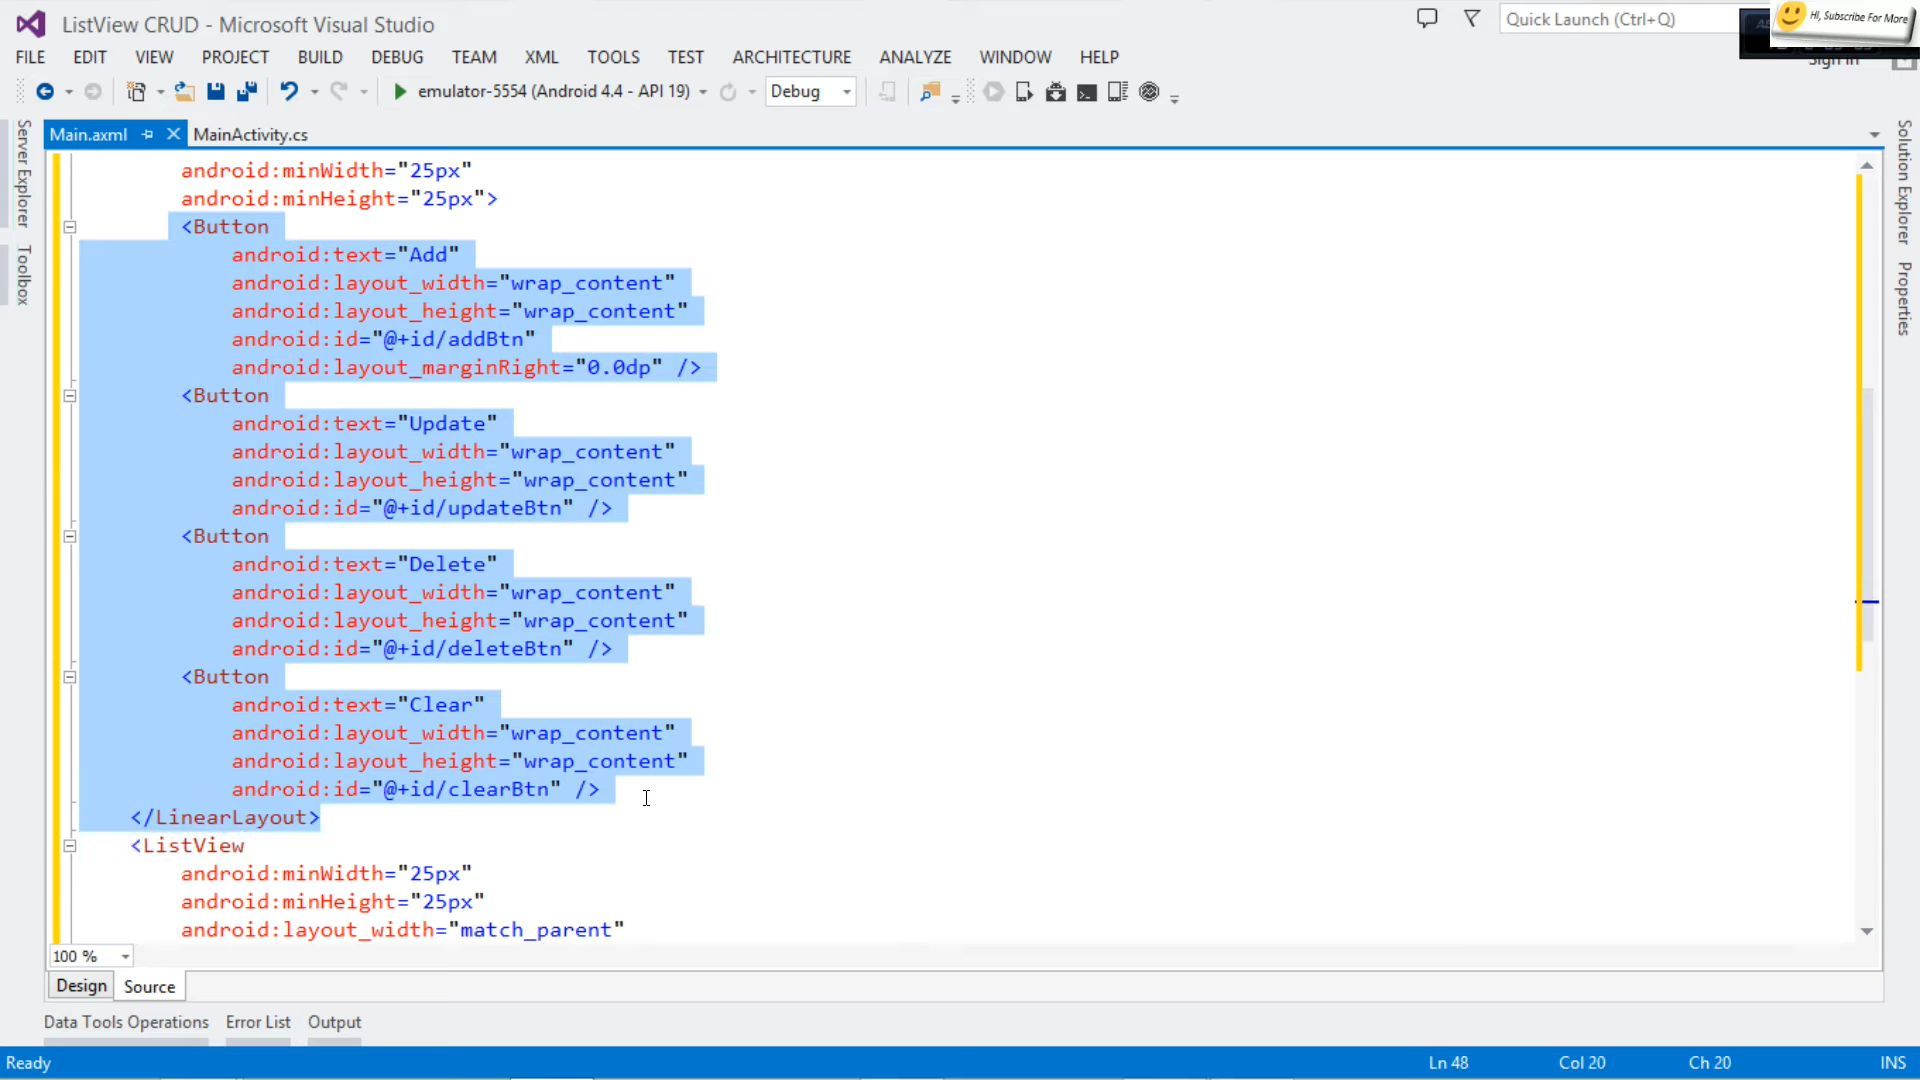 ListView CRUD - Microsoft Visual Studio
Quick Launch (Ctrl+Q)
HI, Subscribe For More
FILE EDIT VIEW PROJECT BUILD DEBUG TEAM XML TOOLS TEST ARCHITECTURE ANALYZE WINDOW HELP
Sign in
emulator-5554 (Android 4.4 - API 19) Debug
Main.axml MainActivity.cs
Server Explorer
Toolbox
Solution Explorer
Properties
android:minWidth="25px"
android:minHeight="25px">
<Button
android:text="Add"
android:layout_width="wrap_content"
android:layout_height="wrap_content"
android:id="@+id/addBtn"
android:layout_marginRight="0.0dp" />
<Button
android:text="Update"
android:layout_width="wrap_content"
android:layout_height="wrap_content"
android:id="@+id/updateBtn" />
<Button
android:text="Delete"
android:layout_width="wrap_content"
android:layout_height="wrap_content"
android:id="@+id/deleteBtn" />
<Button
android:text="Clear"
android:layout_width="wrap_content"
android:layout_height="wrap_content"
android:id="@+id/clearBtn" />
</LinearLayout>
<ListView
android:minWidth="25px"
android:minHeight="25px"
android:layout_width="match_parent"
100 %
Design Source
Data Tools Operations Error List Output
Ready Ln 48 Col 20 Ch 20 INS